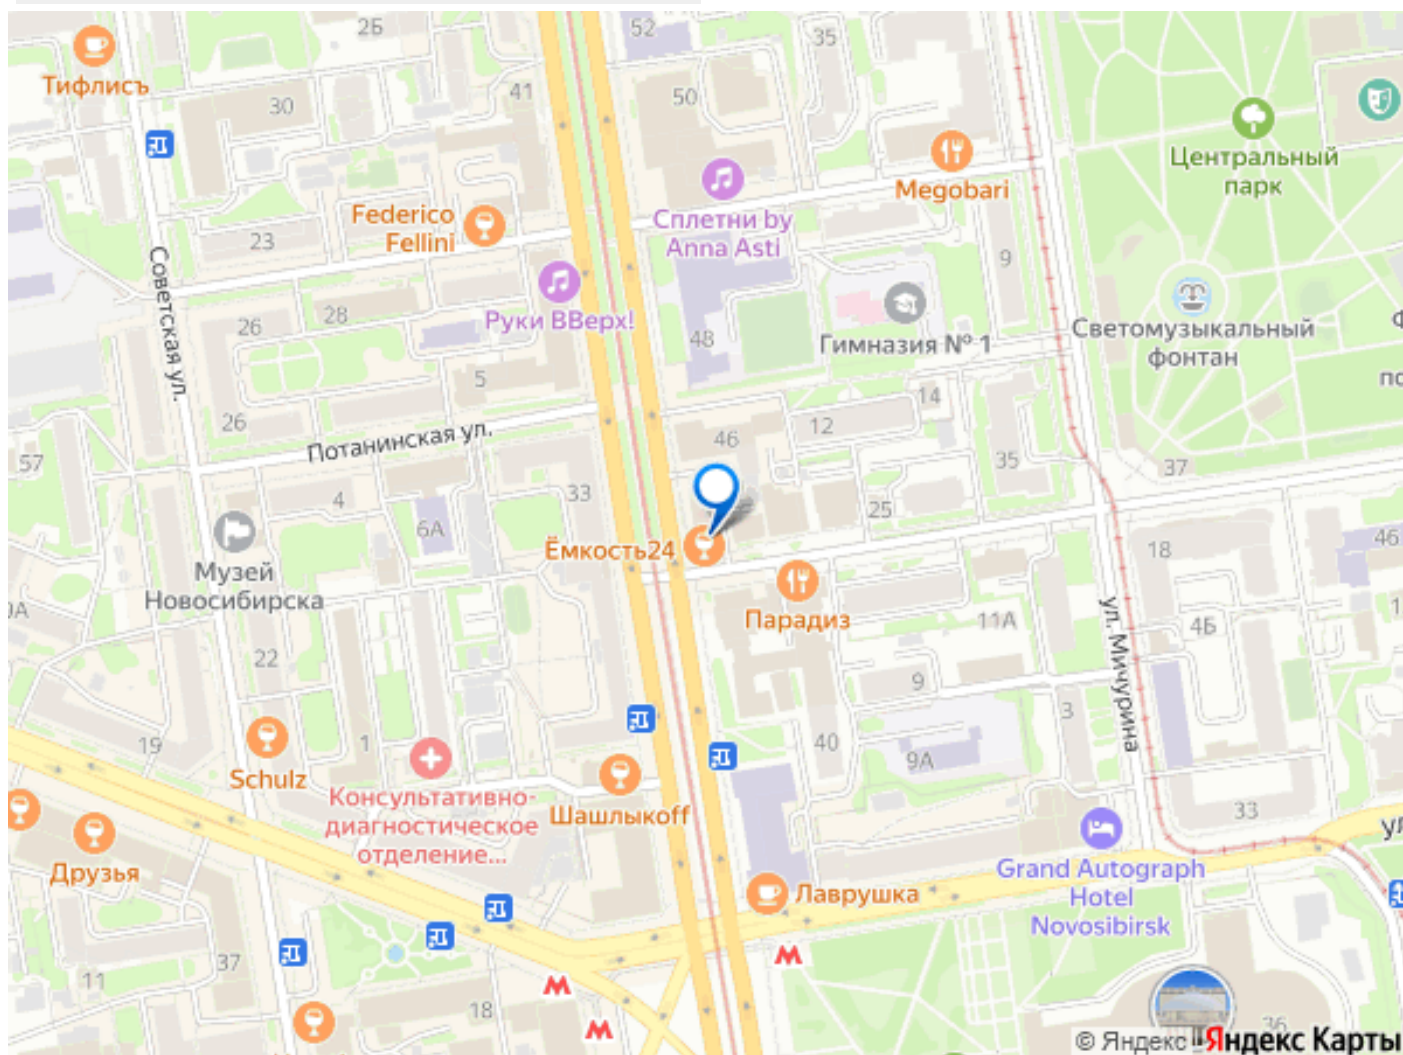 2Б
52
35
Тифлисъ
30
41
50
Центральный
парк
Megobari
Federico
Fellini
Сплетни by
Anna Asti
23
9
Советская ул.
26
28
Руки ВВерх!
48
Гимназия № 1
Светомузыкальный
фонтан
5
26
14
12
Потанинская ул.
46
57
35
37
33
4
25
6А
Ёмкость24
18
46
Музей
Новосибирска
Парадиз
11А
4Б
ул. Мичурина
22
9
3
19
1
40
9А
Schulz
Консультативно-
диагностическое
отделение...
Шашлыкоff
33
Друзья
Grand Autograph
Hotel
Novosibirsk
Лаврушка
11
37
18
36
© Яндекс Яндекс Карты